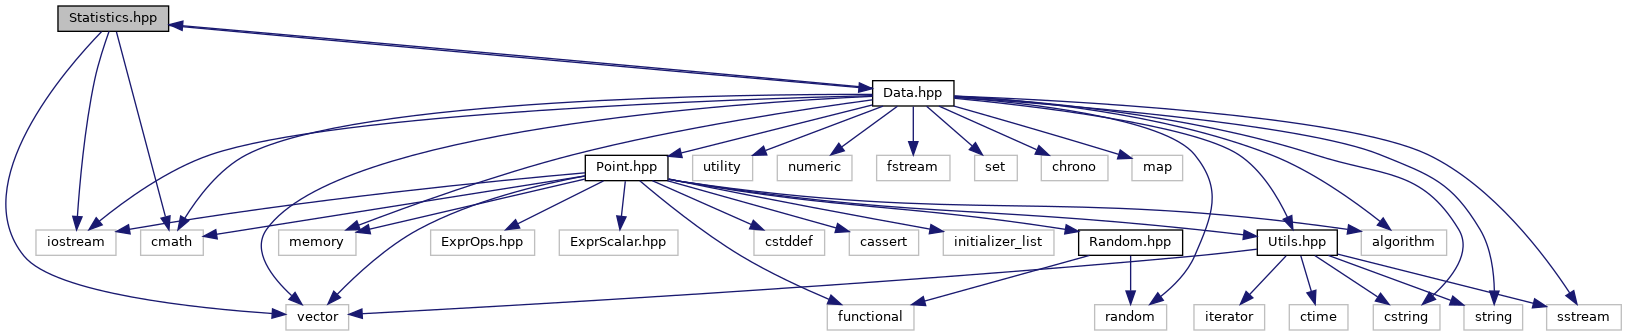 Statistics.hpp
Data.hpp
Point.hpp
utility
numeric
fstream
set
chrono
map
iostream
cmath
memory
ExprOps.hpp
ExprScalar.hpp
cstddef
cassert
initializer_list
Random.hpp
Utils.hpp
algorithm
vector
functional
random
iterator
ctime
cstring
string
sstream